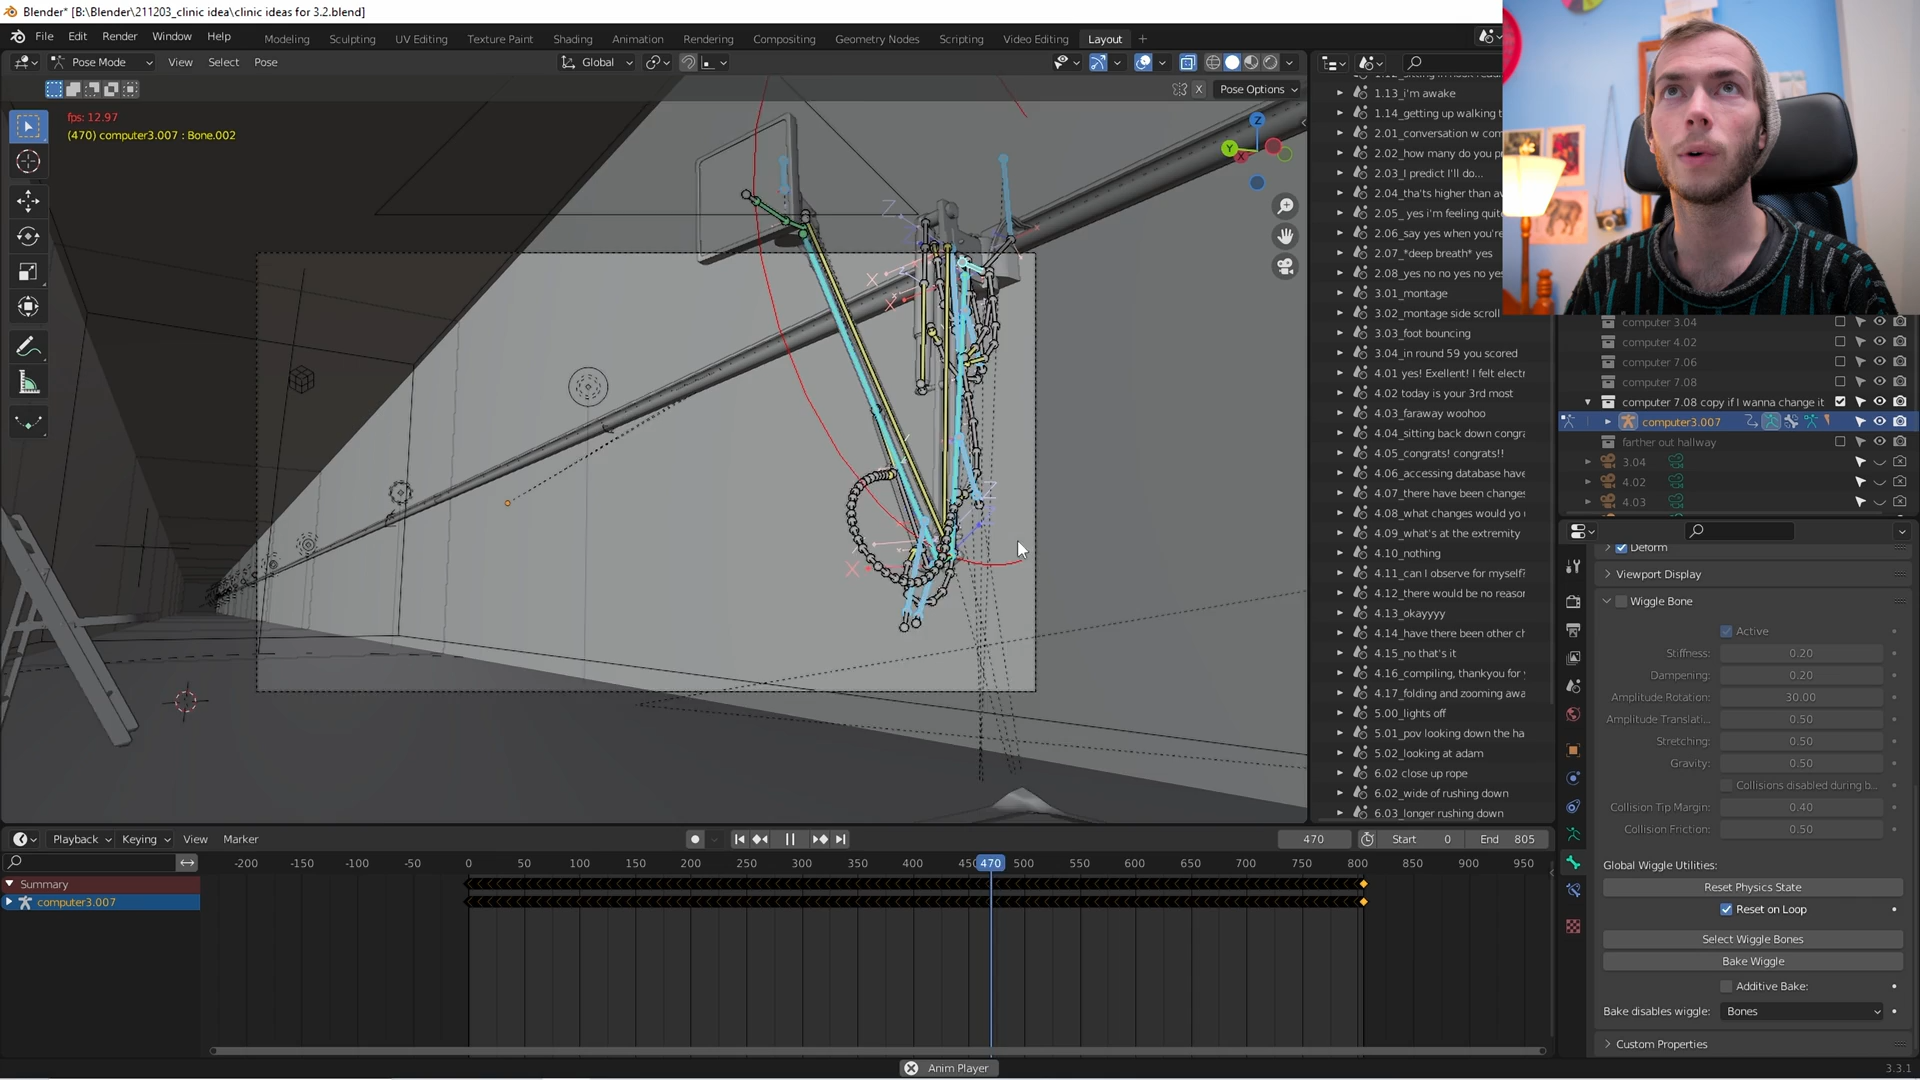 Blender* [B:\Blender\211203_clinic idea\clinic ideas for 3.2.blend]
File Edit Render Window Help
Modeling Sculpting UV Editing Texture Paint Shading Animation Rendering Compositing Geometry Nodes Scripting Video Editing Layout +
Pose Mode View Select Pose Global
X Pose Options
fps: 12.97
(470) computer3.007 : Bone.002
Z
Y
X
Z
X
X
Z
X
X
1.13_i'm awake
1.14_getting up walking t
2.01_conversation w com
2.02_how many do you p
2.03_I predict I'll do...
2.04_tha'ts higher than a
2.05_ yes i'm feeling quit
2.06_say yes when you're
2.07_*deep breath* yes
2.08_yes no no yes no ye
3.01_montage
3.02_montage side scroll
3.03_foot bouncing
3.04_in round 59 you scored
4.01 yes! Exellent! I felt electr
4.02 today is your 3rd most
4.03_faraway woohoo
4.04_sitting back down congra
4.05_congrats! congrats!!
4.06_accessing database have
4.07_there have been changes
4.08_what changes would yo
4.09_what's at the extremity
4.10_nothing
4.11_can I observe for myself?
4.12_there would be no reason
4.13_okayyyy
4.14_have there been other ch
4.15_no that's it
4.16_compiling, thankyou for
4.17_folding and zooming awa
5.00_lights off
5.01_pov looking down the ha
5.02_looking at adam
6.02 close up rope
6.02_wide of rushing down
6.03_longer rushing down
computer 3.04
computer 4.02
computer 7.06
computer 7.08
computer 7.08 copy if I wanna change it
computer3.007
farther out hallway
3.04
4.02
4.03
Deform
Viewport Display
Wiggle Bone
Active
Stiffness: 0.20
Dampening: 0.20
Amplitude Rotation: 30.00
Amplitude Translati... 0.50
Stretching: 0.50
Gravity: 0.50
Collisions disabled during b...
Collision Tip Margin: 0.40
Collision Friction: 0.50
Global Wiggle Utilities:
Reset Physics State
Reset on Loop
Select Wiggle Bones
Bake Wiggle
Additive Bake:
Bake disables wiggle: Bones
Custom Properties
Playback Keying View Marker
470 Start 0 End 805
-200 -150 -100 -50 0 50 100 150 200 250 300 350 400 450 470 500 550 600 650 700 750 800 850 900 950
Summary
computer3.007
Anim Player
3.3.1